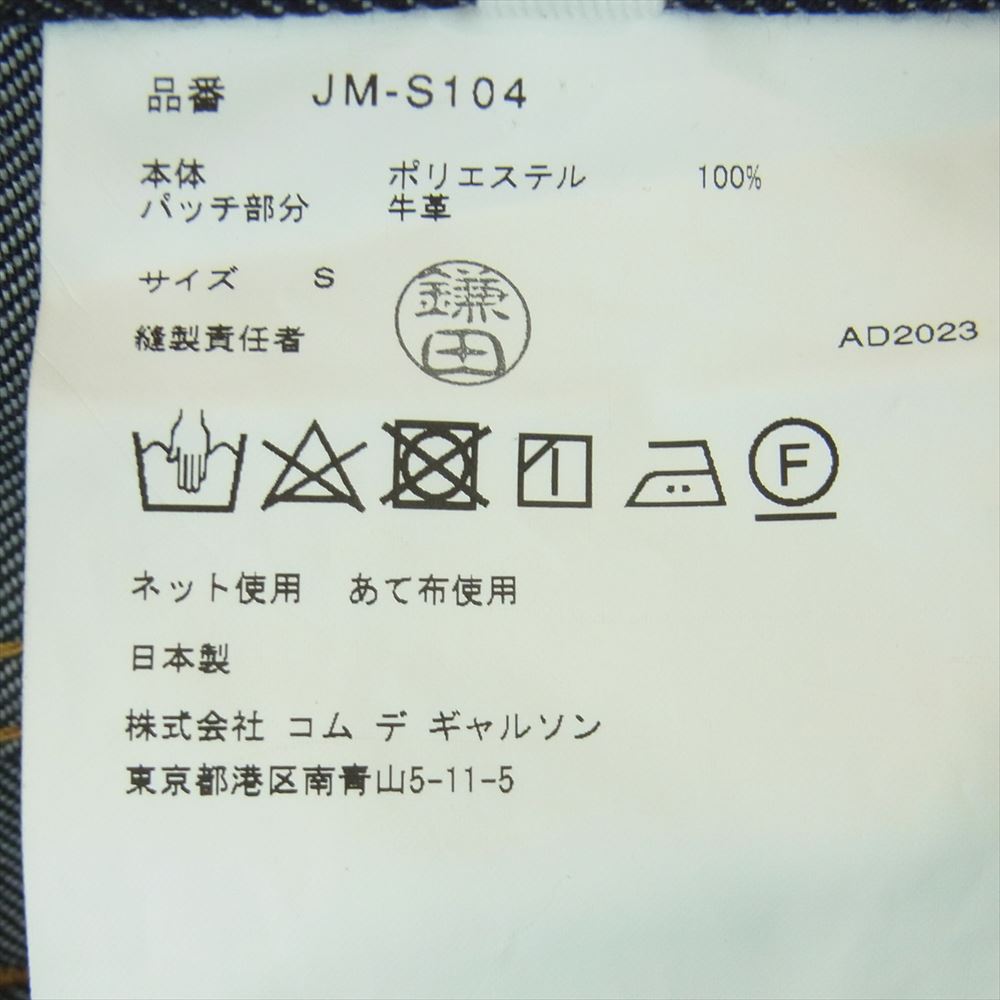 品番 JM-S104
本体 ポリエステル 100%
パッチ部分 牛革
サイズ S
鎌田
縫製責任者
AD2023
F
ネット使用 あて布使用
日本製
株式会社 コム デ ギャルソン
東京都港区南青山5-11-5